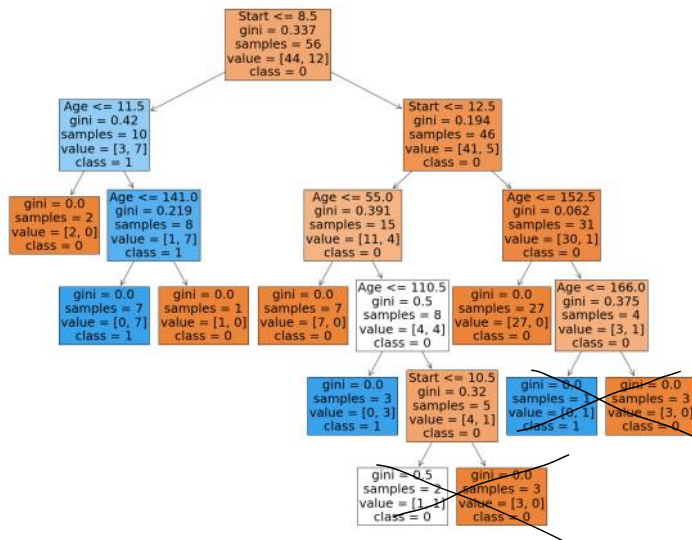 Start <= 8.5
gini = 0.337
samples = 56
value = [44, 12]
class = 0
Age <= 11.5
gini = 0.42
samples = 10
value = [3, 7]
class = 1
Start <= 12.5
gini = 0.194
samples = 46
value = [41, 5]
class = 0
gini = 0.0
samples = 2
value = [2, 0]
class = 0
Age <= 141.0
gini = 0.219
samples = 8
value = [1, 7]
class = 1
Age <= 55.0
gini = 0.391
samples = 15
value = [11, 4]
class = 0
Age <= 152.5
gini = 0.062
samples = 31
value = [30, 1]
class = 0
gini = 0.0
samples = 7
value = [0, 7]
class = 1
gini = 0.0
samples = 1
value = [1, 0]
class = 0
gini = 0.0
samples = 7
value = [7, 0]
class = 0
Age <= 110.5
gini = 0.5
samples = 8
value = [4, 4]
class = 0
gini = 0.0
samples = 27
value = [27, 0]
class = 0
Age <= 166.0
gini = 0.375
samples = 4
value = [3, 1]
class = 0
gini = 0.0
samples = 3
value = [0, 3]
class = 1
Start <= 10.5
gini = 0.32
samples = 5
value = [4, 1]
class = 0
gini = 0.0
samples = 1
value = [0, 1]
class = 1
gini = 0.0
samples = 3
value = [3, 0]
class = 0
gini = 0.5
samples = 2
value = [1, 1]
class = 0
gini = 0.0
samples = 3
value = [3, 0]
class = 0